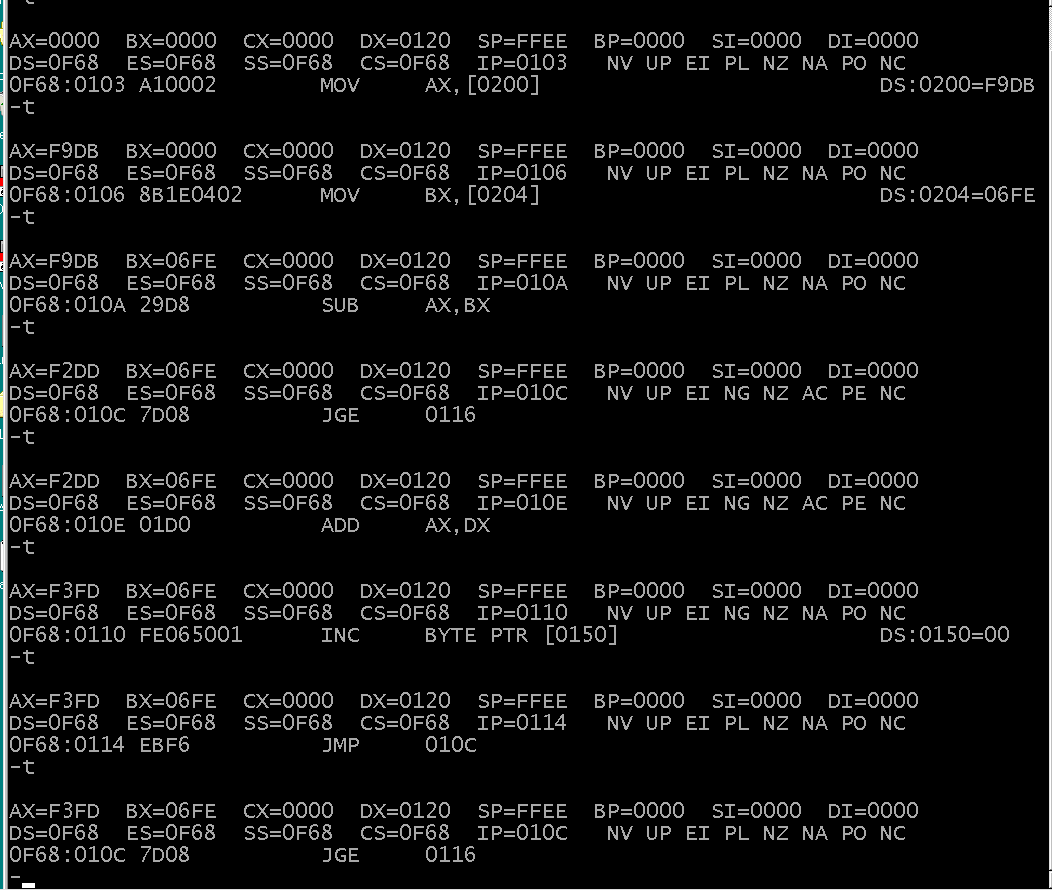 AX=0000  BX=0000  CX=0000  DX=0120  SP=FFEE  BP=0000  SI=0000  DI=0000
DS=0F68  ES=0F68  SS=0F68  CS=0F68  IP=0103   NV UP EI PL NZ NA PO NC
0F68:0103 A10002        MOV     AX,[0200]                          DS:0200=F9DB
-t
AX=F9DB  BX=0000  CX=0000  DX=0120  SP=FFEE  BP=0000  SI=0000  DI=0000
DS=0F68  ES=0F68  SS=0F68  CS=0F68  IP=0106   NV UP EI PL NZ NA PO NC
0F68:0106 8B1E0402      MOV     BX,[0204]                          DS:0204=06FE
-t
AX=F9DB  BX=06FE  CX=0000  DX=0120  SP=FFEE  BP=0000  SI=0000  DI=0000
DS=0F68  ES=0F68  SS=0F68  CS=0F68  IP=010A   NV UP EI PL NZ NA PO NC
0F68:010A 29D8          SUB     AX,BX
-t
AX=F2DD  BX=06FE  CX=0000  DX=0120  SP=FFEE  BP=0000  SI=0000  DI=0000
DS=0F68  ES=0F68  SS=0F68  CS=0F68  IP=010C   NV UP EI NG NZ AC PE NC
0F68:010C 7D08          JGE     0116
-t
AX=F2DD  BX=06FE  CX=0000  DX=0120  SP=FFEE  BP=0000  SI=0000  DI=0000
DS=0F68  ES=0F68  SS=0F68  CS=0F68  IP=010E   NV UP EI NG NZ AC PE NC
0F68:010E 01D0          ADD     AX,DX
-t
AX=F3FD  BX=06FE  CX=0000  DX=0120  SP=FFEE  BP=0000  SI=0000  DI=0000
DS=0F68  ES=0F68  SS=0F68  CS=0F68  IP=0110   NV UP EI NG NZ NA PO NC
0F68:0110 FE065001      INC     BYTE PTR [0150]                    DS:0150=00
-t
AX=F3FD  BX=06FE  CX=0000  DX=0120  SP=FFEE  BP=0000  SI=0000  DI=0000
DS=0F68  ES=0F68  SS=0F68  CS=0F68  IP=0114   NV UP EI PL NZ NA PO NC
0F68:0114 EBF6          JMP     010C
-t
AX=F3FD  BX=06FE  CX=0000  DX=0120  SP=FFEE  BP=0000  SI=0000  DI=0000
DS=0F68  ES=0F68  SS=0F68  CS=0F68  IP=010C   NV UP EI PL NZ NA PO NC
0F68:010C 7D08          JGE     0116
-_